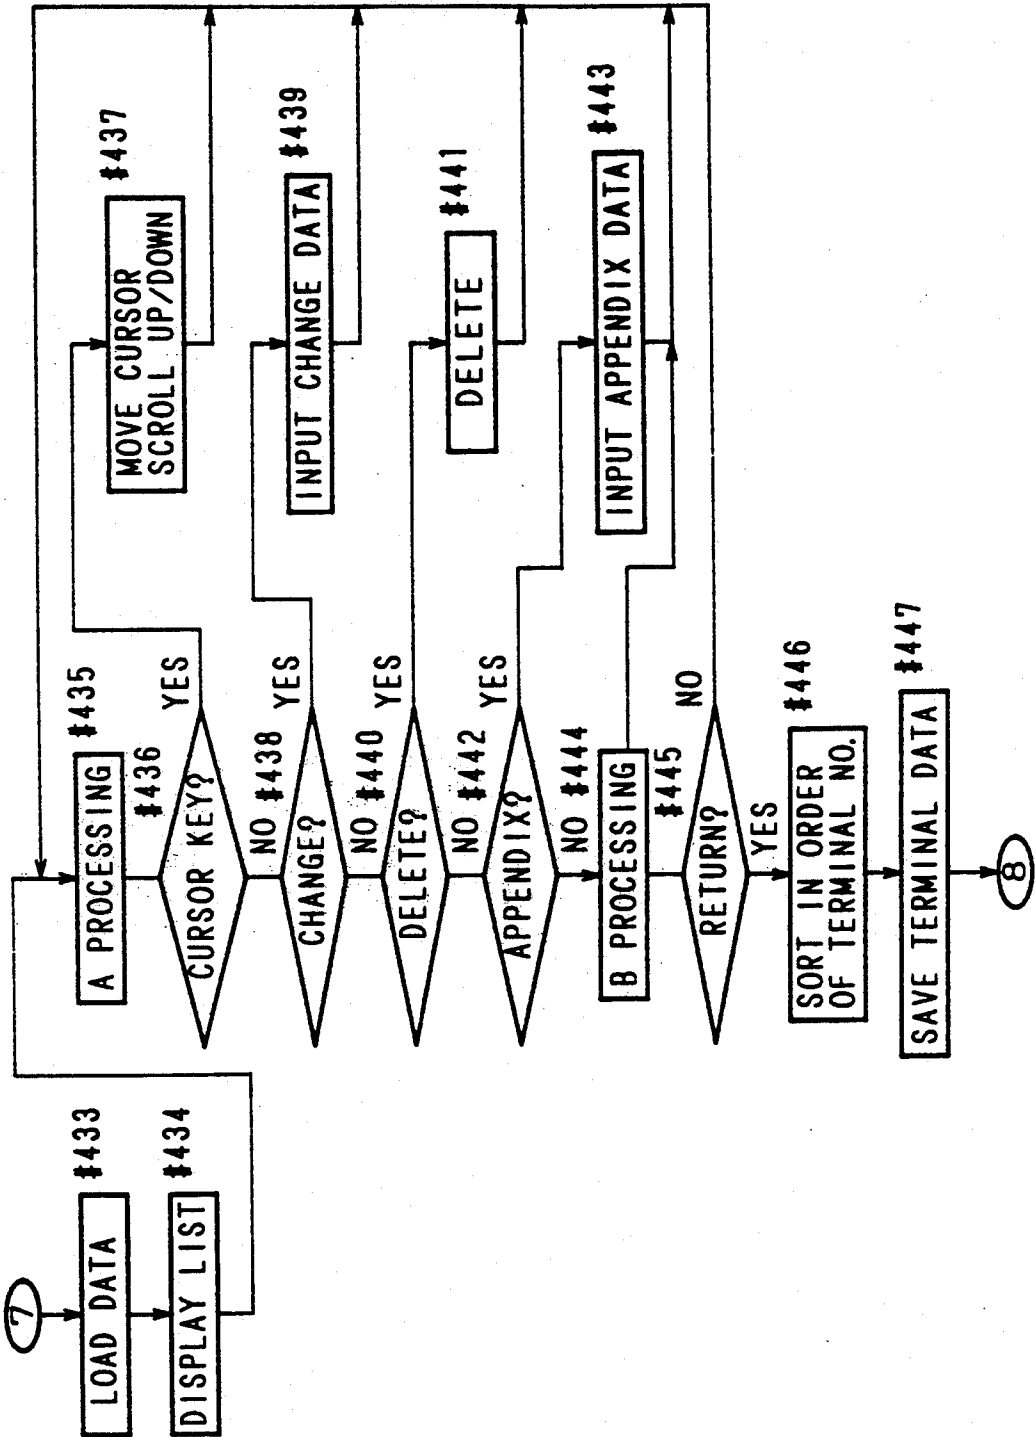 7
LOAD DATA
#433
DISPLAY LIST
#434
A PROCESSING
#435
CURSOR KEY?
#436
YES
NO
MOVE CURSOR
SCROLL UP/DOWN
#437
CHANGE?
#438
YES
NO
INPUT CHANGE DATA
#439
DELETE?
#440
YES
NO
DELETE
#441
APPENDIX?
#442
YES
NO
INPUT APPENDIX DATA
#443
B PROCESSING
#444
RETURN?
#445
NO
YES
SORT IN ORDER
OF TERMINAL NO.
#446
SAVE TERMINAL DATA
#447
8